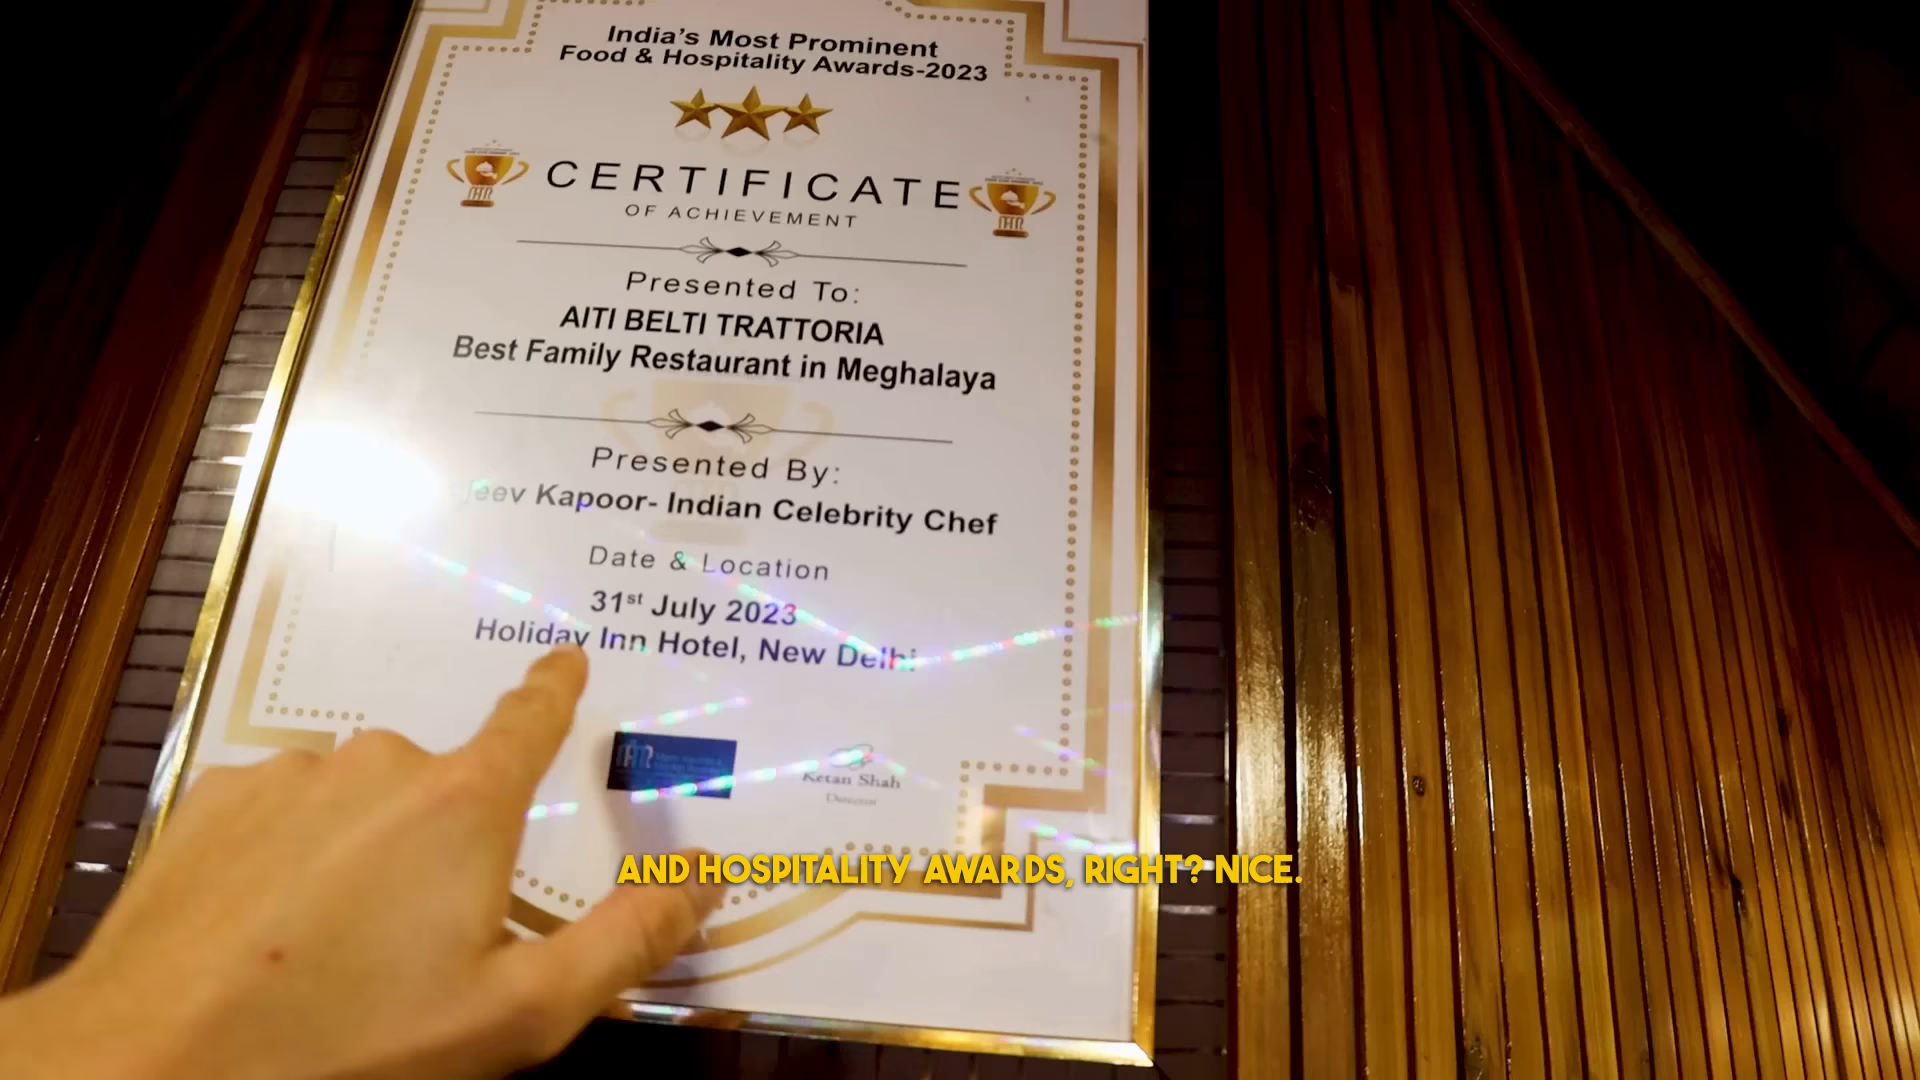 India's Most Prominent
Food & Hospitality Awards-2023
CERTIFICATE
OF ACHIEVEMENT
Presented To:
AITI BELTI TRATTORIA
Best Family Restaurant in Meghalaya
Presented By:
Kapoor- Indian Celebrity Chef
Date & Location
31st July 2023
Holiday Inn Hotel, New Delhi
Ketan Shah
Director
AND HOSPITALITY AWARDS, RIGHT? NICE.